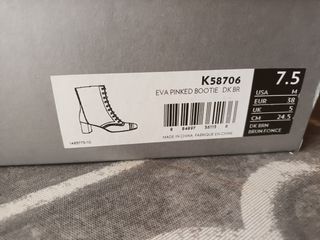 K58706
EVA PINKED BOOTIE DK BR
MADE IN CHINA, FABRIQUÉ EN CHINE
7.5
USA M
EUR 38
UK 5
CM 24.5
DK BRN
BRUN FONCE